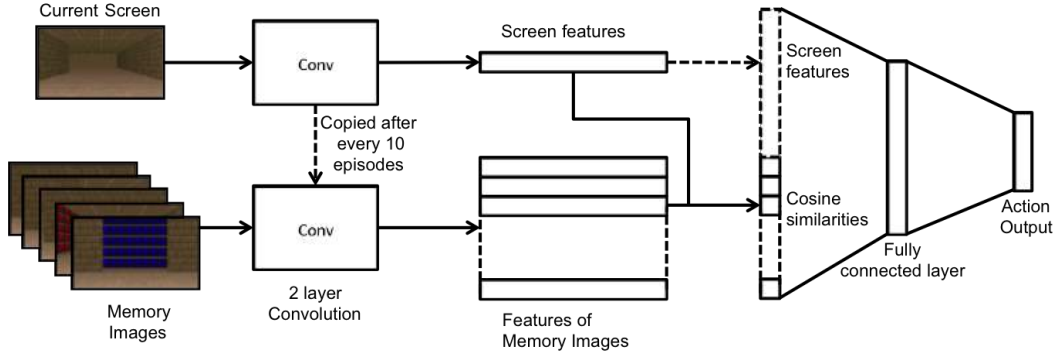 Current Screen
Conv
Screen features
Screen
features
Copied after
every 10
episodes
Conv
Cosine
similarities
Action
Output
Fully
connected layer
Memory
Images
2 layer
Convolution
Features of
Memory Images